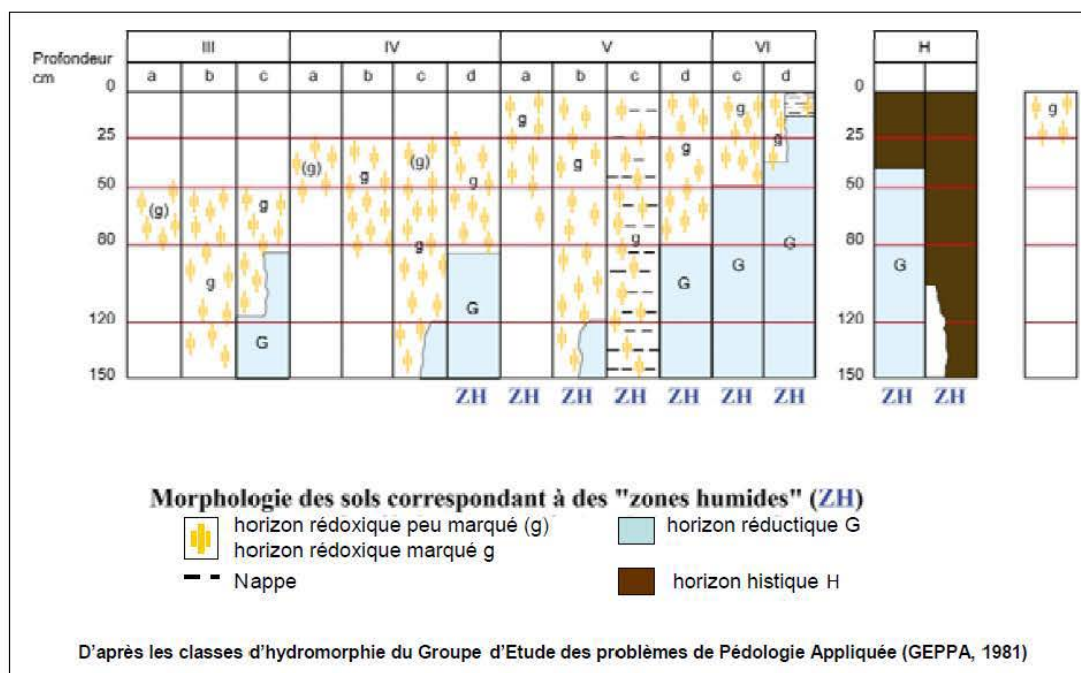 III IV V VI H
Profondeur
cm
a b c a b c d a b c d c d
0 0
g g
25 25
g
(g) g (g) g g g
50 50
(g) g
80 g g 80
g G G G
g G G
120 120
G
150 150
ZH ZH ZH ZH ZH ZH ZH ZH ZH
Morphologie des sols correspondant à des "zones humides" (ZH)
horizon rédoxique peu marqué (g) horizon réductique G
horizon rédoxique marqué g
Nappe horizon histique H
D'après les classes d'hydromorphie du Groupe d'Etude des problèmes de Pédologie Appliquée (GEPPA, 1981)